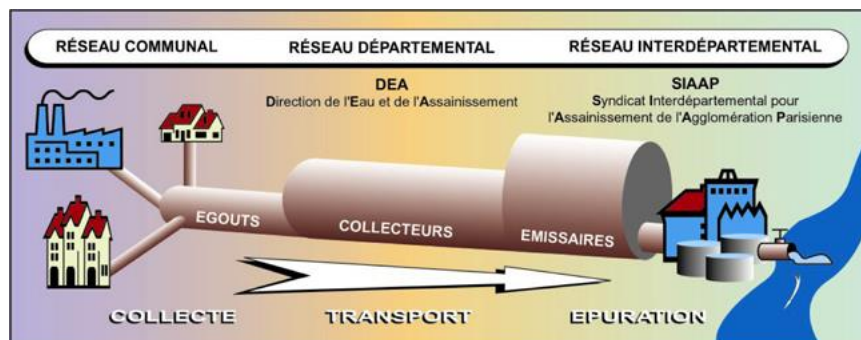 RÉSEAU COMMUNAL
RÉSEAU DÉPARTEMENTAL
RÉSEAU INTERDÉPARTEMENTAL
DEA
Direction de l'Eau et de l'Assainissement
SIAAP
Syndicat Interdépartemental pour
l'Assainissement de l'Agglomération Parisienne
EGOUTS
COLLECTEURS
EMISSAIRES
COLLECTE
TRANSPORT
EPURATION